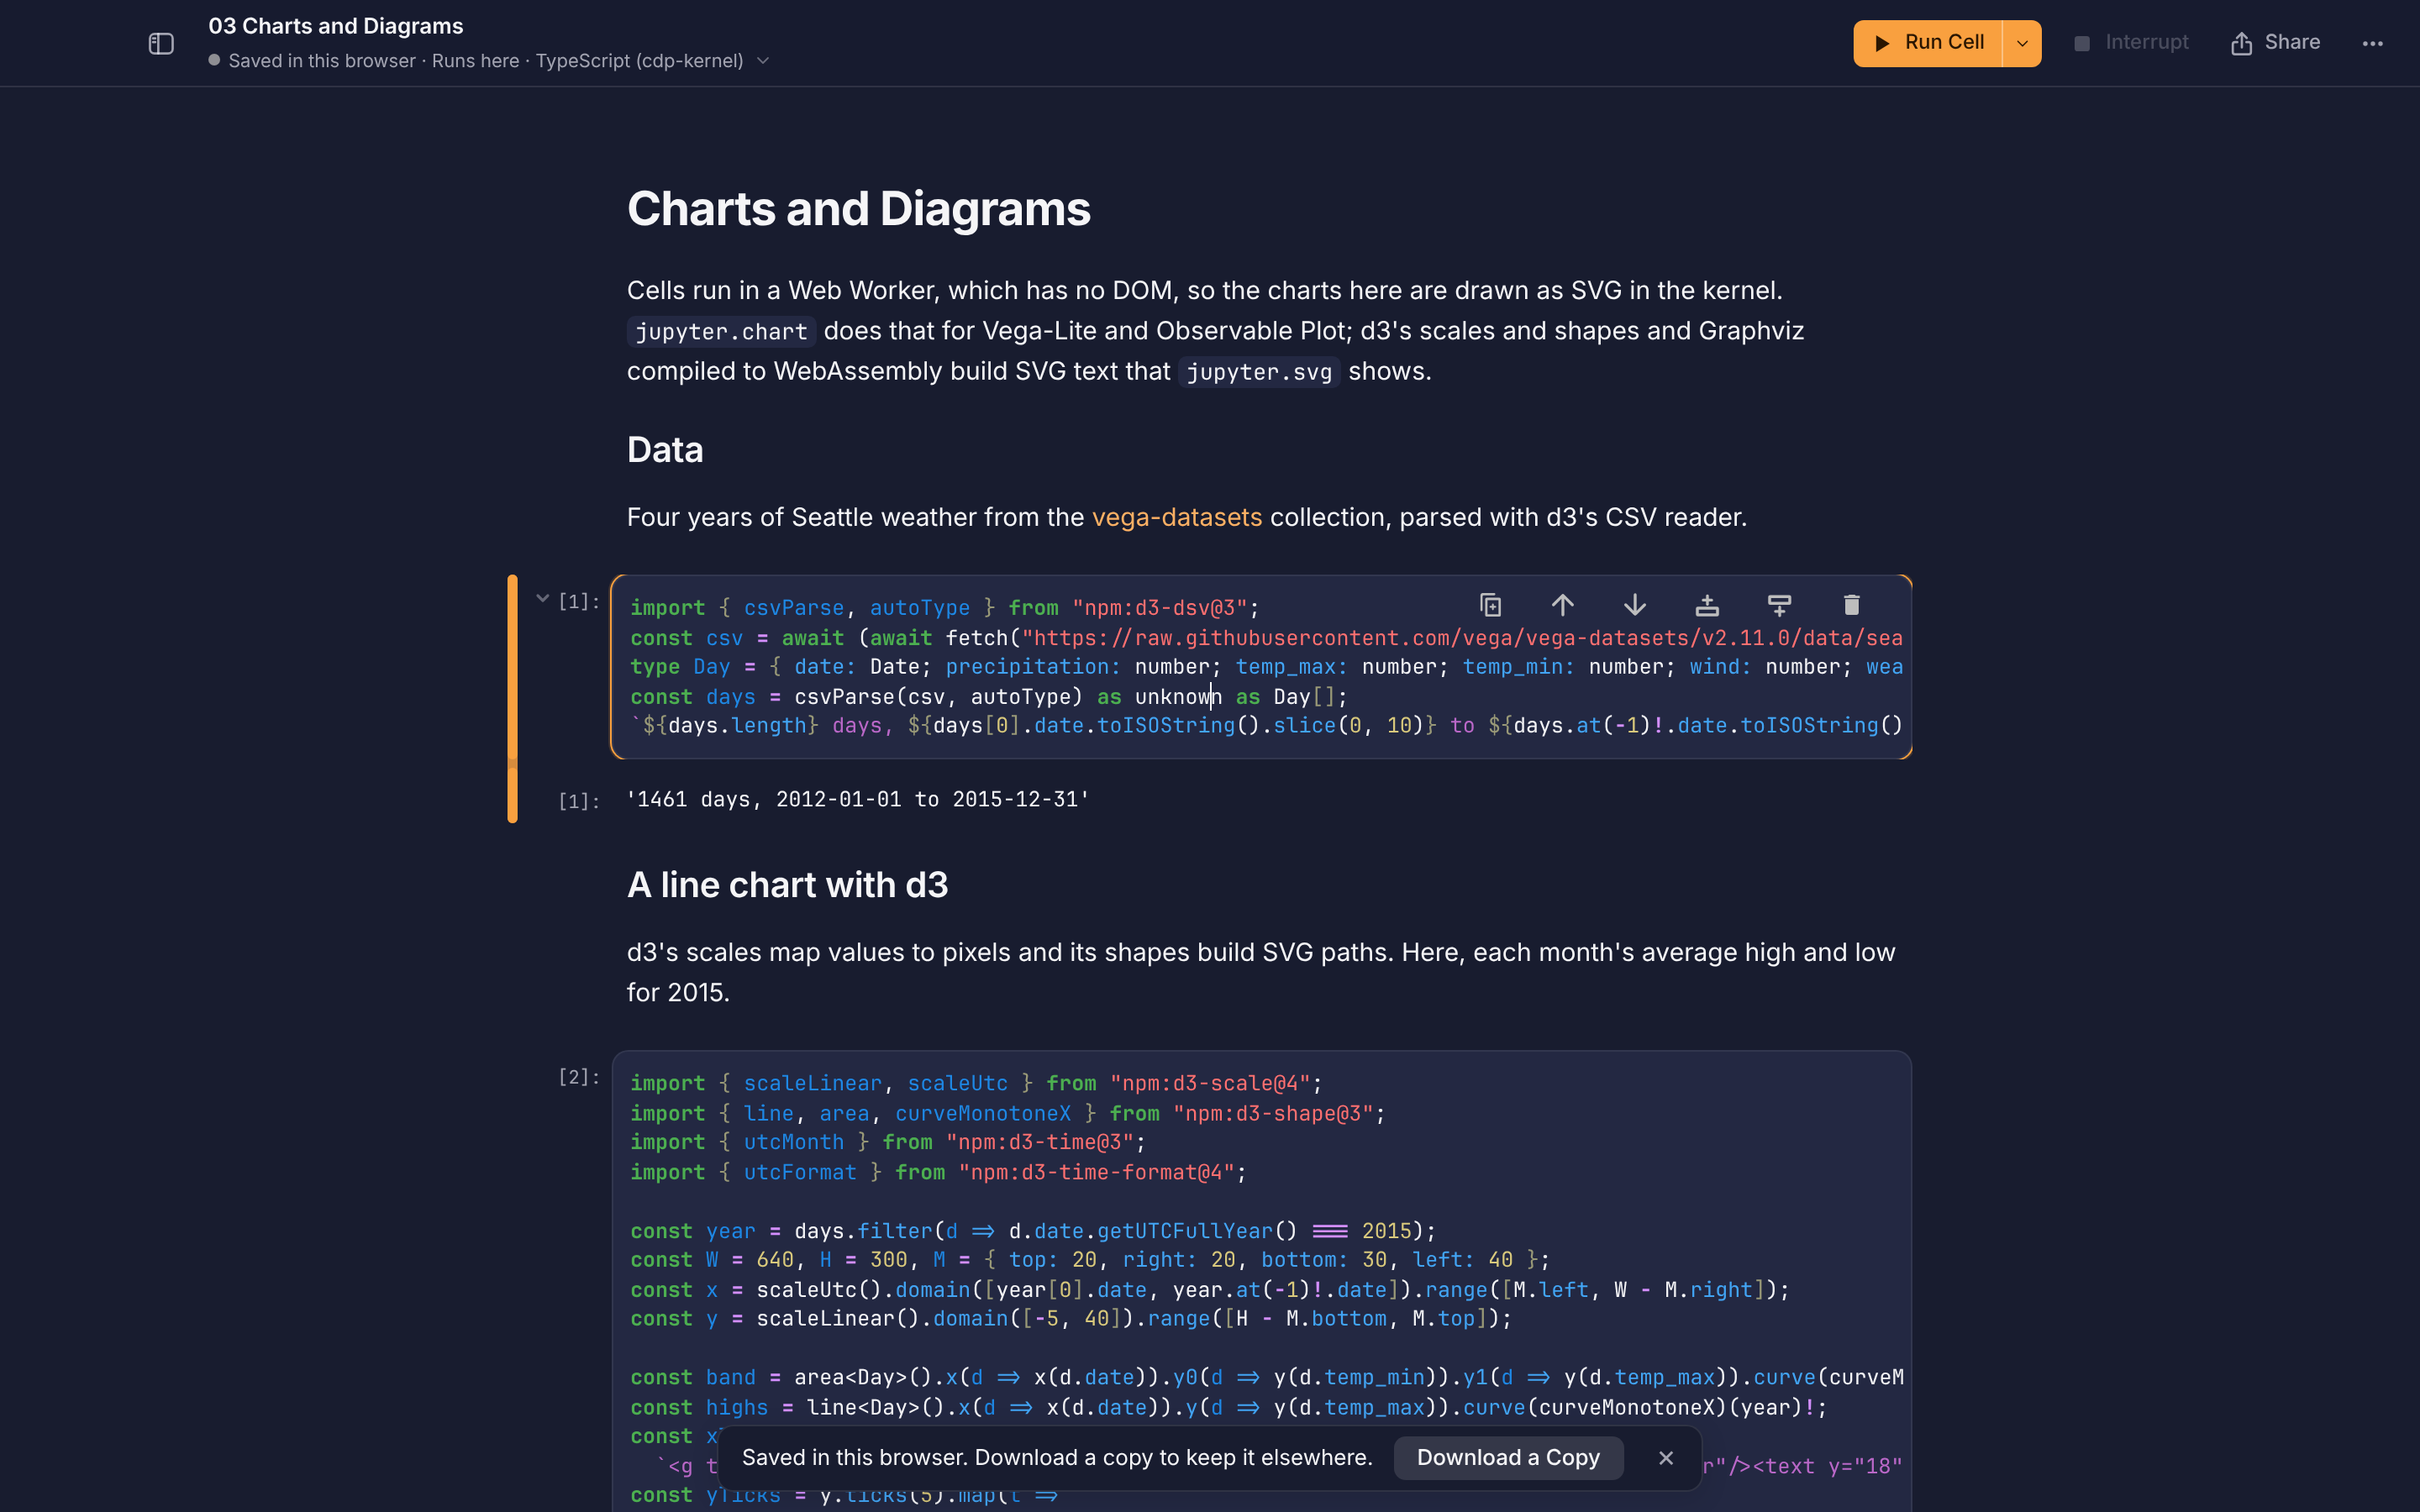 03 Charts and Diagrams
Saved in this browser · Runs here · TypeScript (cdp-kernel)
Run Cell
Interrupt
Share
Charts and Diagrams
Cells run in a Web Worker, which has no DOM, so the charts here are drawn as SVG in the kernel.
jupyter.chart does that for Vega-Lite and Observable Plot; d3's scales and shapes and Graphviz
compiled to WebAssembly build SVG text that jupyter.svg shows.
Data
Four years of Seattle weather from the vega-datasets collection, parsed with d3's CSV reader.
[1]:
import { csvParse, autoType } from "npm:d3-dsv@3";
const csv = await (await fetch("https://raw.githubusercontent.com/vega/vega-datasets/v2.11.0/data/sea
type Day = { date: Date; precipitation: number; temp_max: number; temp_min: number; wind: number; wea
const days = csvParse(csv, autoType) as unknown as Day[];
`${days.length} days, ${days[0].date.toISOString().slice(0, 10)} to ${days.at(-1)!.date.toISOString()
[1]: '1461 days, 2012-01-01 to 2015-12-31'
A line chart with d3
d3's scales map values to pixels and its shapes build SVG paths. Here, each month's average high and low
for 2015.
[2]:
import { scaleLinear, scaleUtc } from "npm:d3-scale@4";
import { line, area, curveMonotoneX } from "npm:d3-shape@3";
import { utcMonth } from "npm:d3-time@3";
import { utcFormat } from "npm:d3-time-format@4";
const year = days.filter(d => d.date.getUTCFullYear() === 2015);
const W = 640, H = 300, M = { top: 20, right: 20, bottom: 30, left: 40 };
const x = scaleUtc().domain([year[0].date, year.at(-1)!.date]).range([M.left, W - M.right]);
const y = scaleLinear().domain([-5, 40]).range([H - M.bottom, M.top]);
const band = area<Day>().x(d => x(d.date)).y0(d => y(d.temp_min)).y1(d => y(d.temp_max)).curve(curveM
const highs = line<Day>().x(d => x(d.date)).y(d => y(d.temp_max)).curve(curveMonotoneX)(year)!;
const x
`<g t r"/><text y="18"
const yTicks = y.ticks(5).map(t =>
Saved in this browser. Download a copy to keep it elsewhere.
Download a Copy